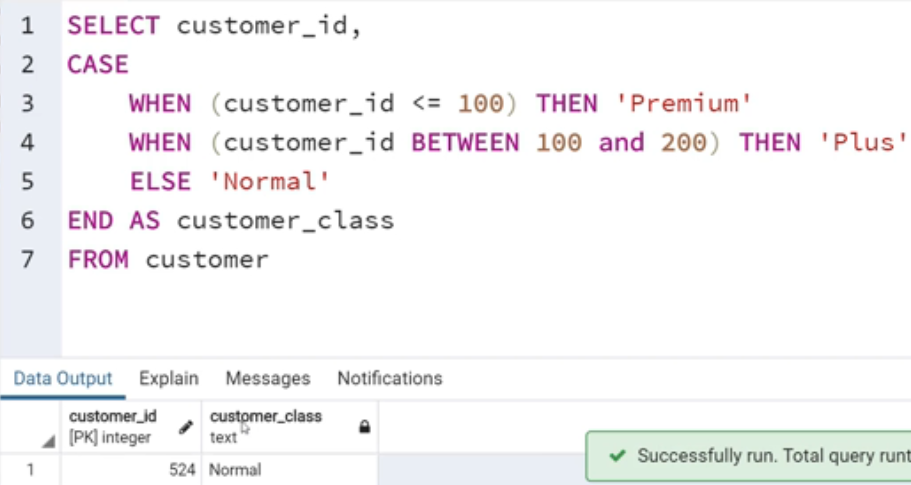 1 SELECT customer_id,
2 CASE
3 WHEN (customer_id <= 100) THEN 'Premium'
4 WHEN (customer_id BETWEEN 100 and 200) THEN 'Plus'
5 ELSE 'Normal'
6 END AS customer_class
7 FROM customer
Data Output Explain Messages Notifications
customer_id customer_class
[PK] integer text
1 524 Normal
Successfully run. Total query runt